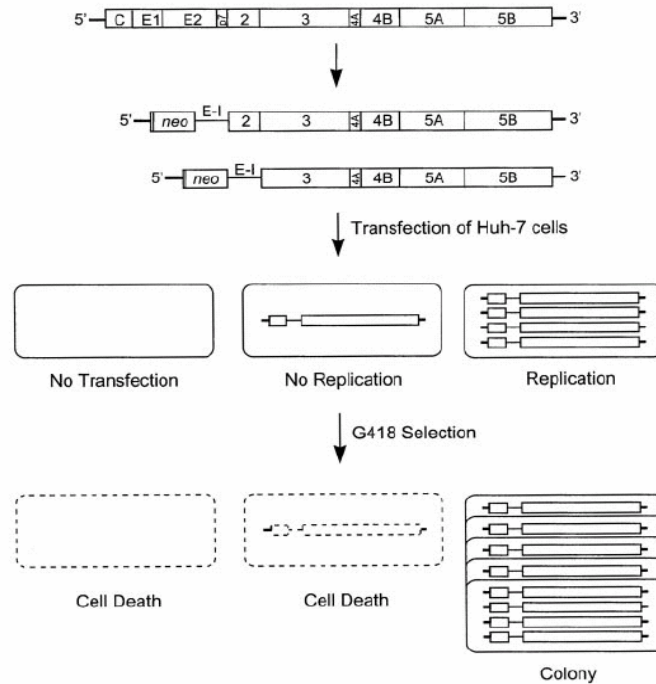 5' C E1 E2 p7 2 3 4A 4B 5A 5B 3'
E-I
5' neo 2 3 4A 4B 5A 5B 3'
E-I
5' neo 3 4A 4B 5A 5B 3'
Transfection of Huh-7 cells
No Transfection No Replication Replication
G418 Selection
Cell Death Cell Death
Colony